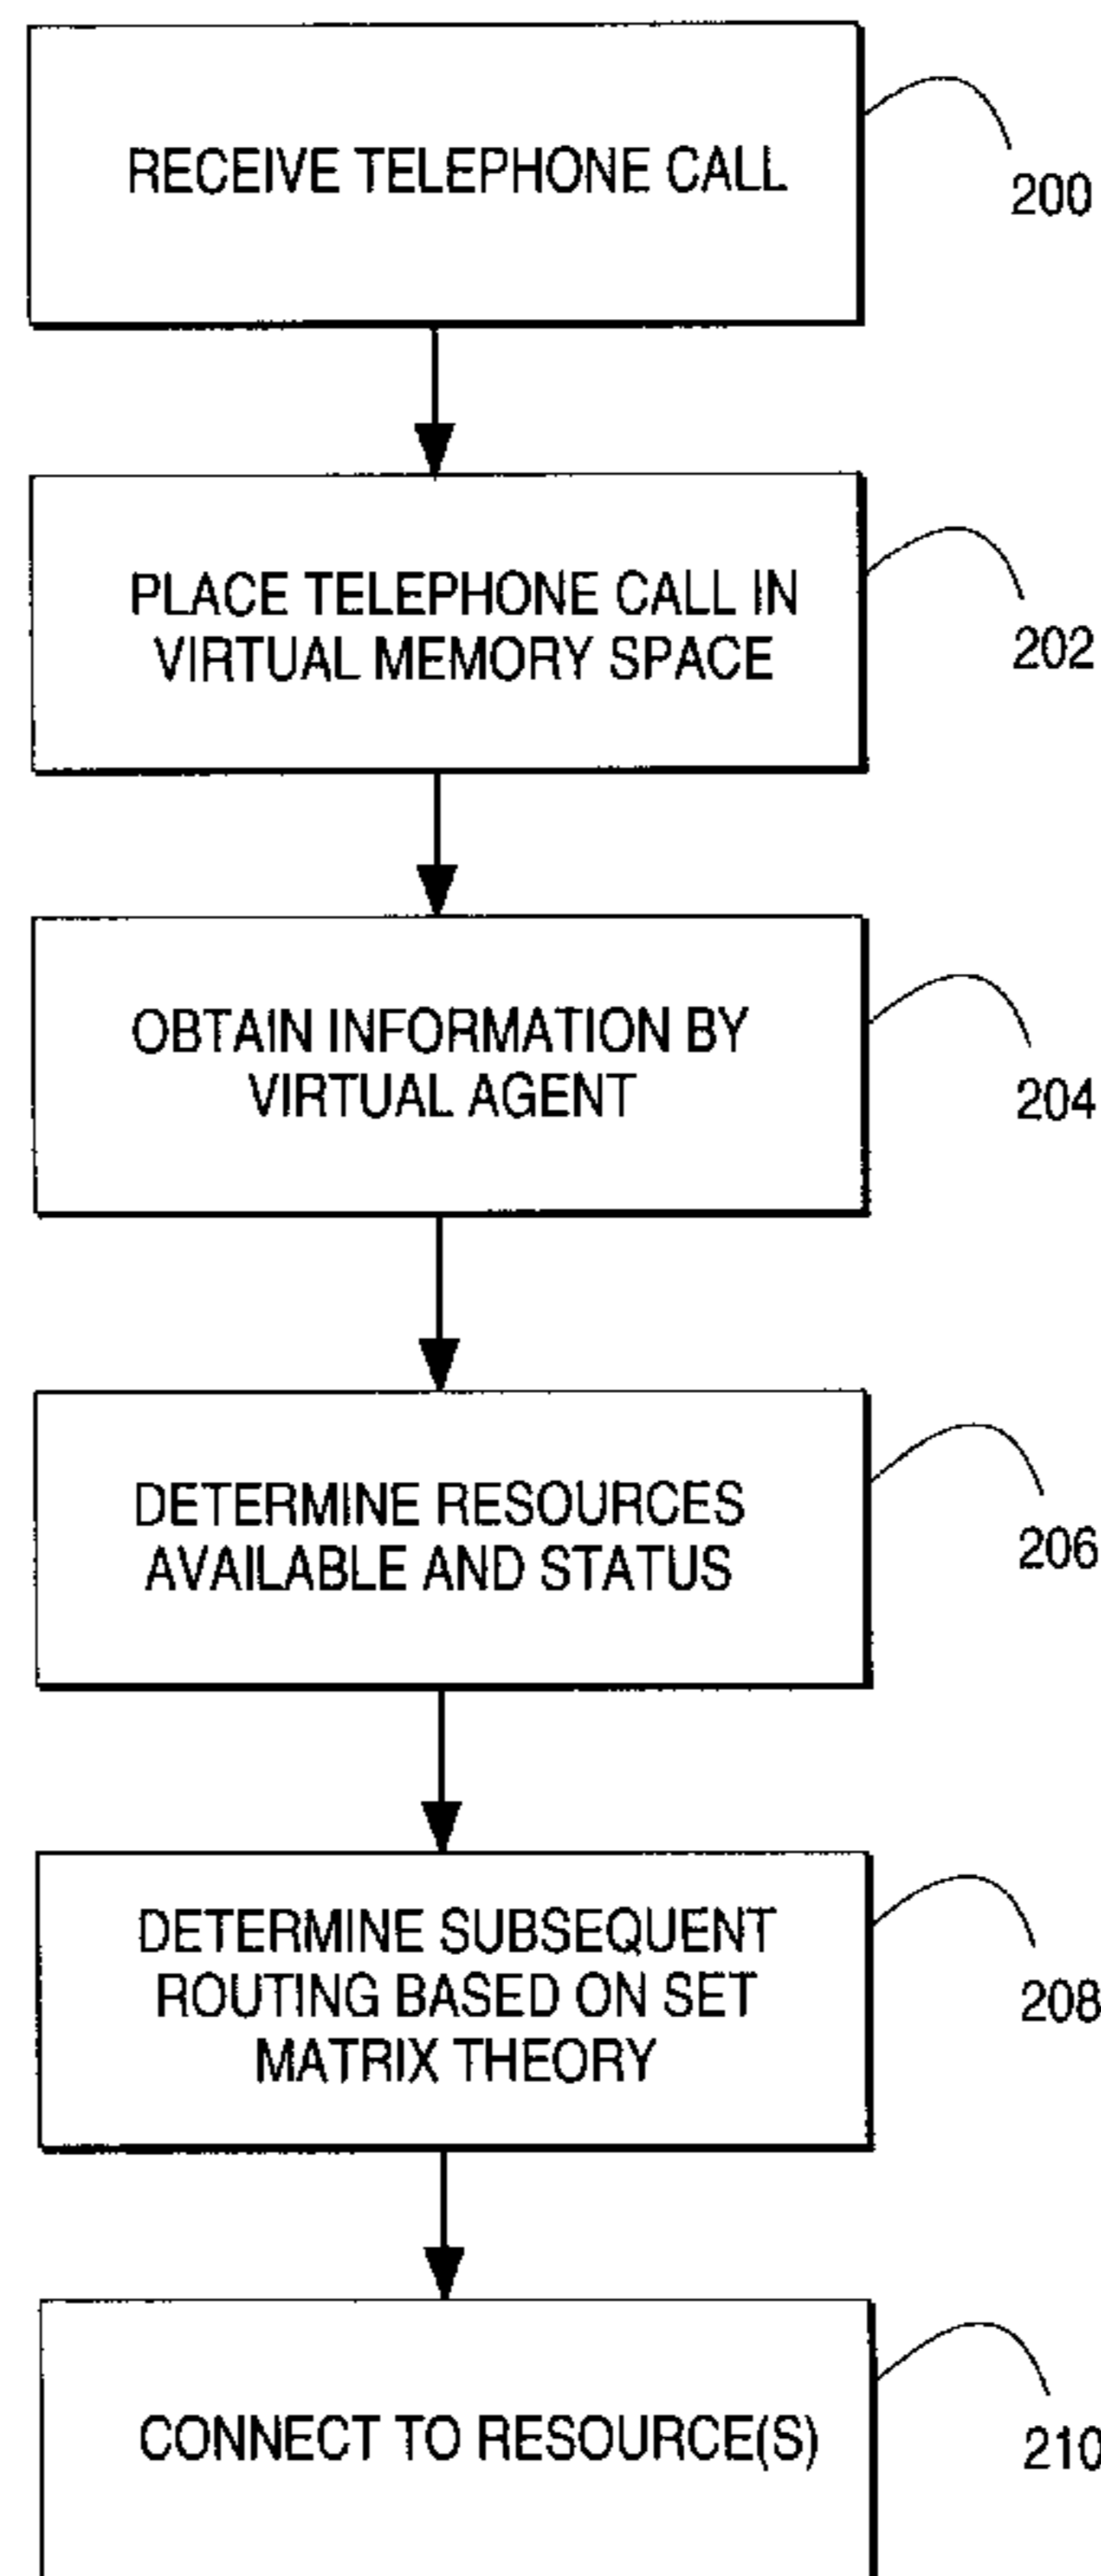 RECEIVE TELEPHONE CALL
200
PLACE TELEPHONE CALL IN
VIRTUAL MEMORY SPACE
202
OBTAIN INFORMATION BY
VIRTUAL AGENT
204
DETERMINE RESOURCES
AVAILABLE AND STATUS
206
DETERMINE SUBSEQUENT
ROUTING BASED ON SET
MATRIX THEORY
208
CONNECT TO RESOURCE(S)
210